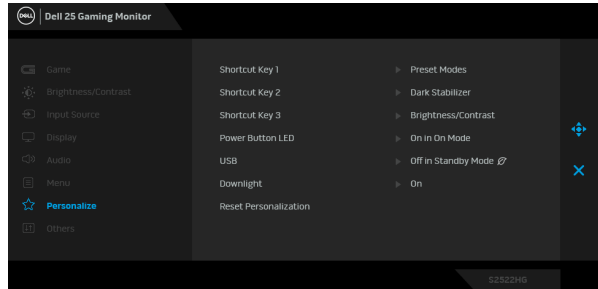 DELL
Dell 25 Gaming Monitor
Game
Brightness/Contrast
Input Source
Display
Audio
Menu
Personalize
Others
Shortcut Key 1
Preset Modes
Shortcut Key 2
Dark Stabilizer
Shortcut Key 3
Brightness/Contrast
Power Button LED
On in On Mode
USB
Off in Standby Mode
Downlight
On
Reset Personalization
S2522HG